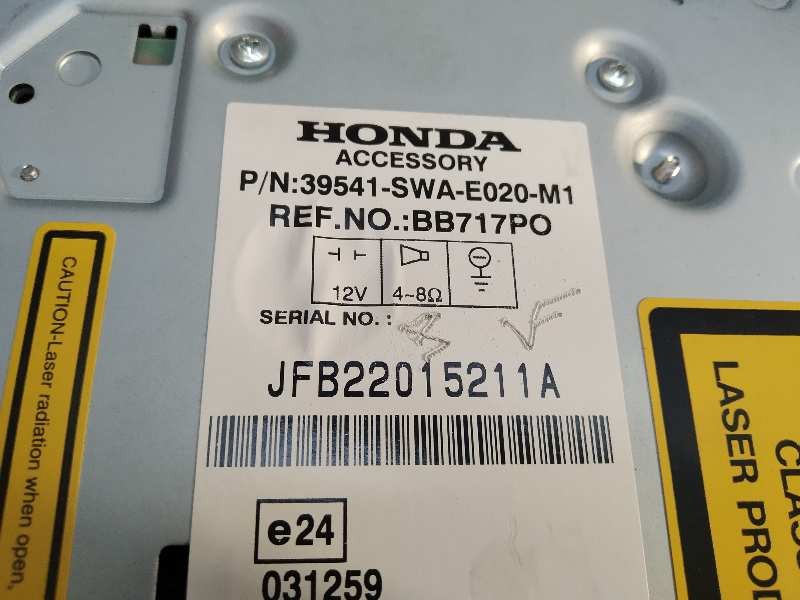 HONDA
ACCESSORY
P/N:39541-SWA-E020-M1
REF.NO.:BB717PO
12V
4~8Ω
SERIAL NO. :
JFB22015211A
e24
031259
CAUTION-Laser radiation when open,
CLAS
LASER PROD